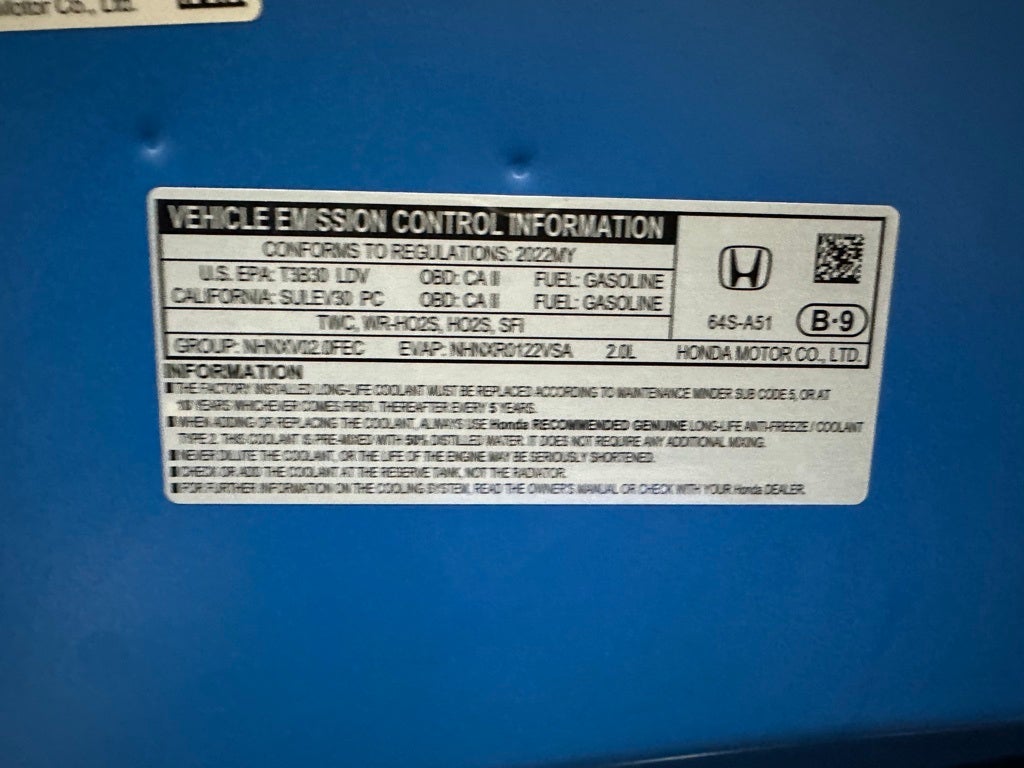 Motor Co., Ltd.
VEHICLE EMISSION CONTROL INFORMATION
CONFORMS TO REGULATIONS: 2022MY
U.S. EPA: T3B30 LDV OBD: CA II FUEL: GASOLINE
CALIFORNIA: SULEV30 PC OBD: CA II FUEL: GASOLINE
TWC, WR-HO2S, HO2S, SFI
64S-A51 B-9
GROUP: NHNXV02.0FEC EVAP: NHNXR0122VSA 2.0L HONDA MOTOR CO., LTD.
INFORMATION
THE FACTORY INSTALLED LONG-LIFE COOLANT MUST BE REPLACED ACCORDING TO MAINTENANCE MINDER SUB CODE 5, OR AT
10 YEARS WHICHEVER COMES FIRST. THEREAFTER EVERY 5 YEARS.
WHEN ADDING OR REPLACING THE COOLANT, ALWAYS USE Honda RECOMMENDED GENUINE LONG-LIFE ANTI-FREEZE / COOLANT
TYPE 2. THIS COOLANT IS PRE-MIXED WITH 50% DISTILLED WATER. IT DOES NOT REQUIRE ANY ADDITIONAL MIXING.
NEVER DILUTE THE COOLANT, OR THE LIFE OF THE ENGINE MAY BE SERIOUSLY SHORTENED.
CHECK OR ADD THE COOLANT AT THE RESERVE TANK, NOT THE RADIATOR.
FOR FURTHER INFORMATION ON THE COOLING SYSTEM, READ THE OWNER'S MANUAL OR CHECK WITH YOUR Honda DEALER.